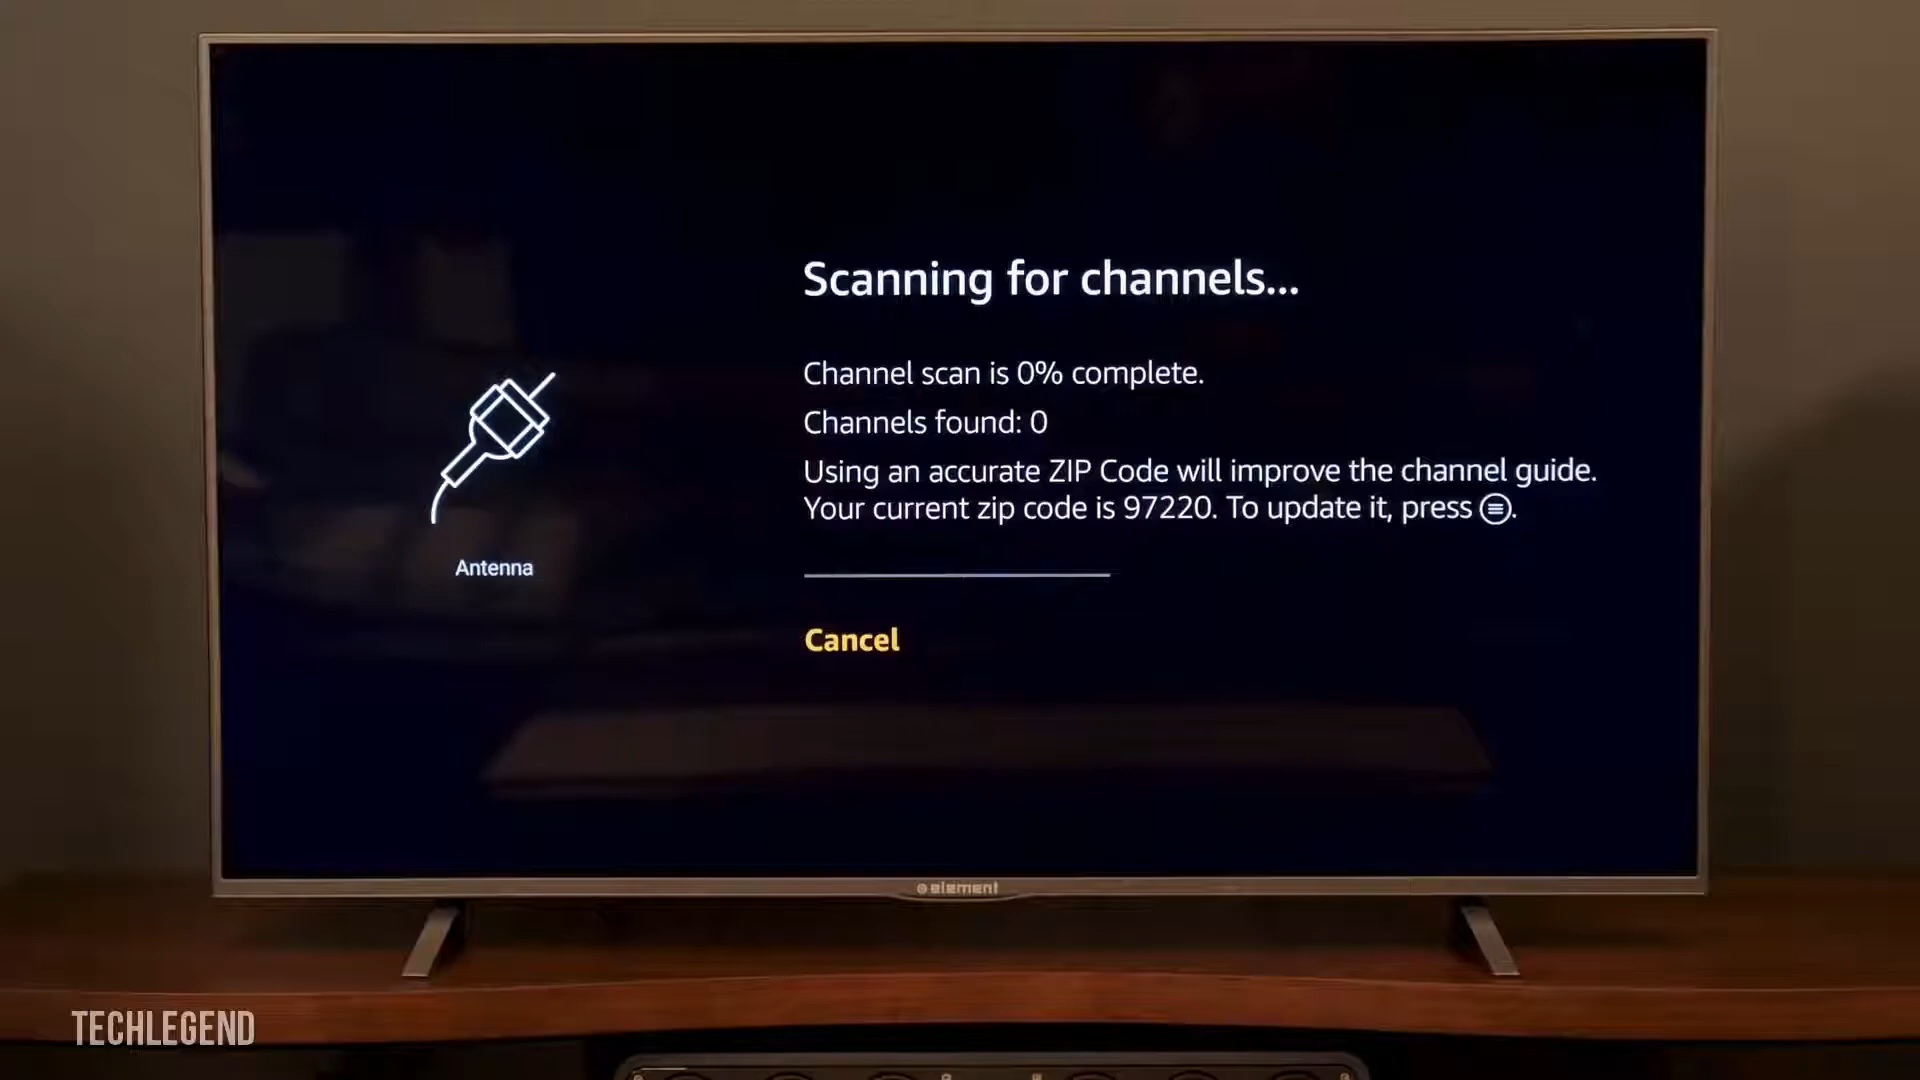 Scanning for channels...
Channel scan is 0% complete.
Channels found: 0
Using an accurate ZIP Code will improve the channel guide.
Your current zip code is 97220. To update it, press .
Antenna
Cancel
element
TECHLEGEND